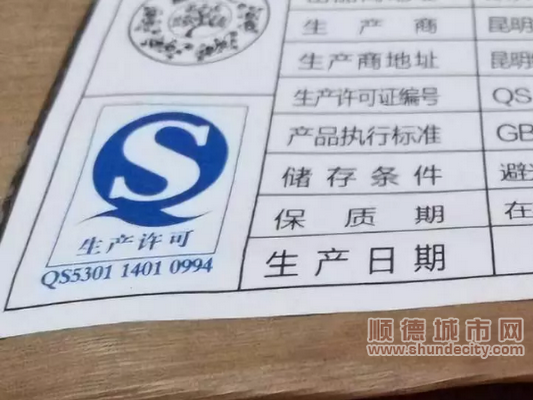 生产商 昆明
生产商地址 昆明
生产许可证编号 QS
产品执行标准 GB
储存条件 避
保质期 在
生产日期
S
生产许可
QS5301 1401 0994
顺德城市网
www.shundecity.com